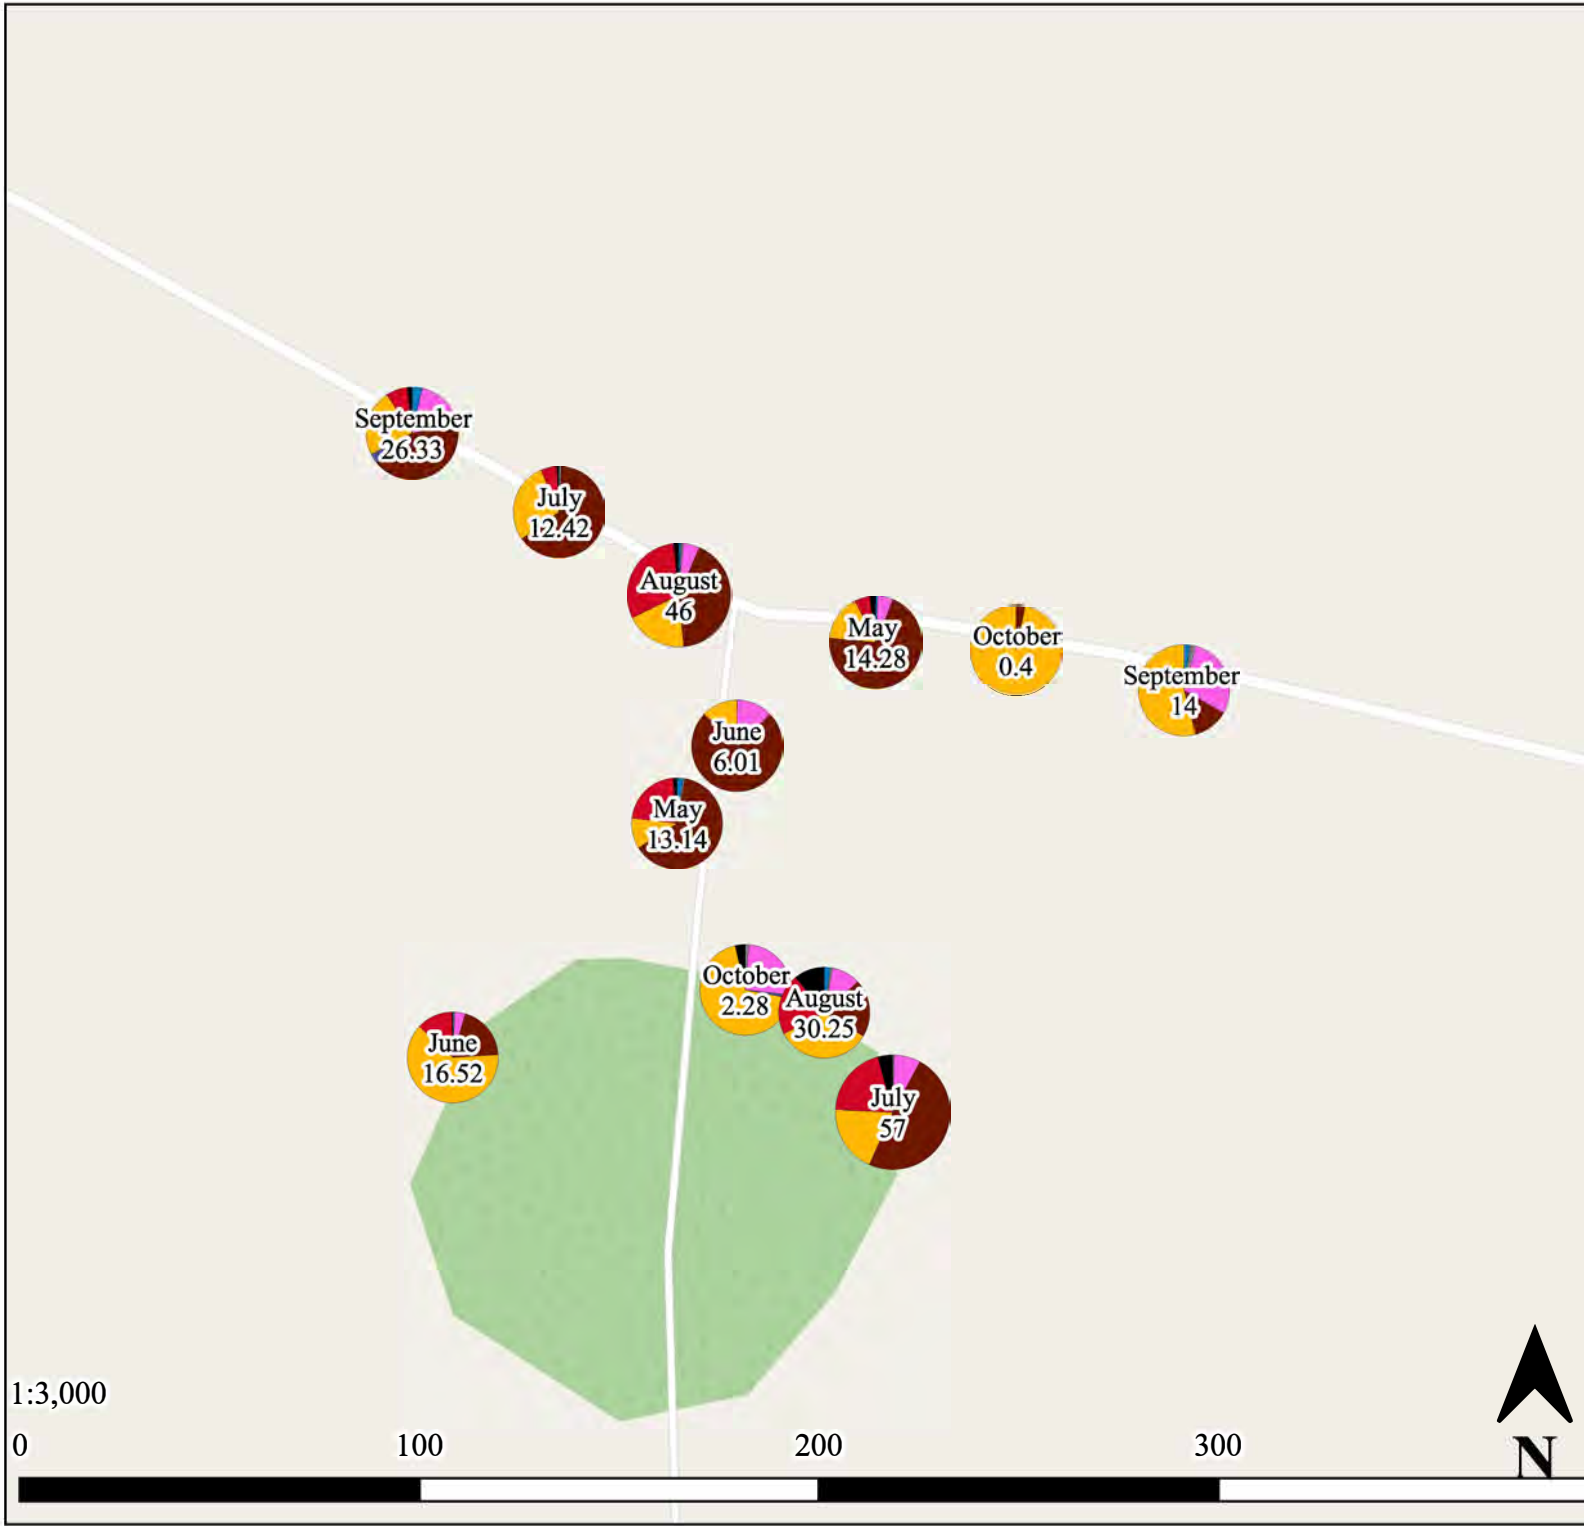 September
26.33
July
12.42
August
46
May
14.28
October
0.4
September
14
June
6.01
May
13.14
October
2.28
August
30.25
June
16.52
July
57
1:3,000
0 100 200 300
N